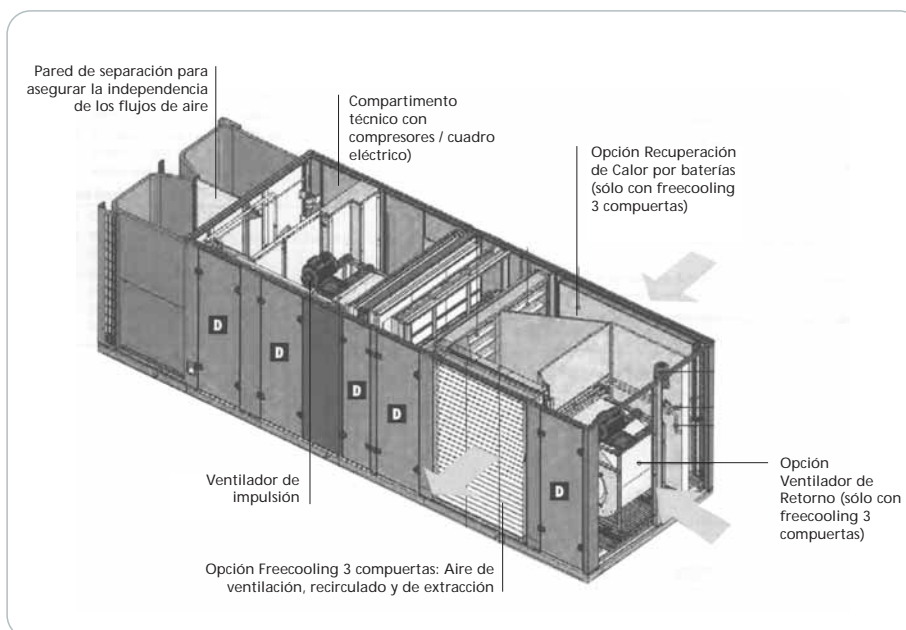 Pared de separación para
asegurar la independencia
de los flujos de aire
Compartimento
técnico con
compresores / cuadro
eléctrico)
Opción Recuperación
de Calor por baterías
(sólo con freecooling
3 compuertas)
D
D
D
D
D
Ventilador de
impulsión
Opción
Ventilador de
Retorno (sólo con
freecooling 3
compuertas)
Opción Freecooling 3 compuertas: Aire de
ventilación, recirculado y de extracción